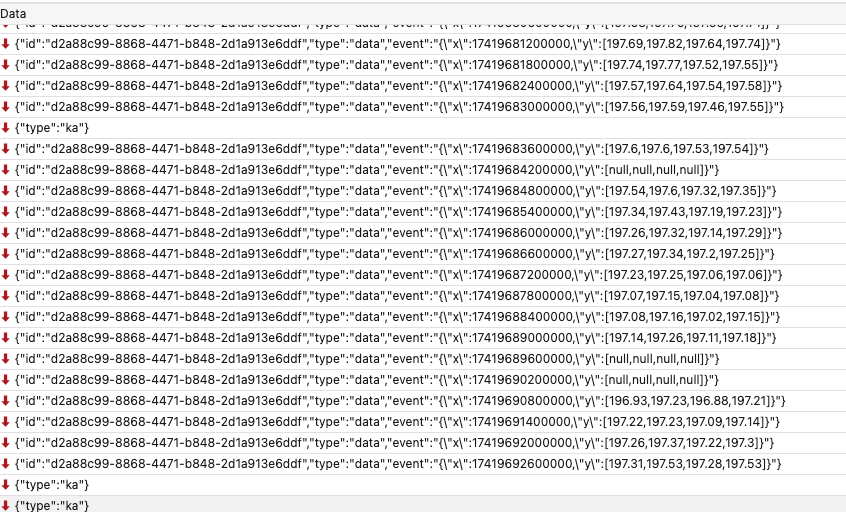 Data
{"id":"d2a88c99-8868-4471-b848-2d1a913e6ddf","type":"data","event":"{\"x\":17419681200000,\"y\":[197.69,197.82,197.64,197.74]}"}
{"id":"d2a88c99-8868-4471-b848-2d1a913e6ddf","type":"data","event":"{\"x\":17419681800000,\"y\":[197.74,197.77,197.52,197.55]}"}
{"id":"d2a88c99-8868-4471-b848-2d1a913e6ddf","type":"data","event":"{\"x\":17419682400000,\"y\":[197.57,197.64,197.54,197.58]}"}
{"id":"d2a88c99-8868-4471-b848-2d1a913e6ddf","type":"data","event":"{\"x\":17419683000000,\"y\":[197.56,197.59,197.46,197.55]}"}
{"type":"ka"}
{"id":"d2a88c99-8868-4471-b848-2d1a913e6ddf","type":"data","event":"{\"x\":17419683600000,\"y\":[197.6,197.6,197.53,197.54]}"}
{"id":"d2a88c99-8868-4471-b848-2d1a913e6ddf","type":"data","event":"{\"x\":17419684200000,\"y\":[null,null,null,null]}"}
{"id":"d2a88c99-8868-4471-b848-2d1a913e6ddf","type":"data","event":"{\"x\":17419684800000,\"y\":[197.54,197.6,197.32,197.35]}"}
{"id":"d2a88c99-8868-4471-b848-2d1a913e6ddf","type":"data","event":"{\"x\":17419685400000,\"y\":[197.34,197.43,197.19,197.23]}"}
{"id":"d2a88c99-8868-4471-b848-2d1a913e6ddf","type":"data","event":"{\"x\":17419686000000,\"y\":[197.26,197.32,197.14,197.29]}"}
{"id":"d2a88c99-8868-4471-b848-2d1a913e6ddf","type":"data","event":"{\"x\":17419686600000,\"y\":[197.27,197.34,197.2,197.25]}"}
{"id":"d2a88c99-8868-4471-b848-2d1a913e6ddf","type":"data","event":"{\"x\":17419687200000,\"y\":[197.23,197.25,197.06,197.06]}"}
{"id":"d2a88c99-8868-4471-b848-2d1a913e6ddf","type":"data","event":"{\"x\":17419687800000,\"y\":[197.07,197.15,197.04,197.08]}"}
{"id":"d2a88c99-8868-4471-b848-2d1a913e6ddf","type":"data","event":"{\"x\":17419688400000,\"y\":[197.08,197.16,197.02,197.15]}"}
{"id":"d2a88c99-8868-4471-b848-2d1a913e6ddf","type":"data","event":"{\"x\":17419689000000,\"y\":[197.14,197.26,197.11,197.18]}"}
{"id":"d2a88c99-8868-4471-b848-2d1a913e6ddf","type":"data","event":"{\"x\":17419689600000,\"y\":[null,null,null,null]}"}
{"id":"d2a88c99-8868-4471-b848-2d1a913e6ddf","type":"data","event":"{\"x\":17419690200000,\"y\":[null,null,null,null]}"}
{"id":"d2a88c99-8868-4471-b848-2d1a913e6ddf","type":"data","event":"{\"x\":17419690800000,\"y\":[196.93,197.23,196.88,197.21]}"}
{"id":"d2a88c99-8868-4471-b848-2d1a913e6ddf","type":"data","event":"{\"x\":17419691400000,\"y\":[197.22,197.23,197.09,197.14]}"}
{"id":"d2a88c99-8868-4471-b848-2d1a913e6ddf","type":"data","event":"{\"x\":17419692000000,\"y\":[197.26,197.37,197.22,197.3]}"}
{"id":"d2a88c99-8868-4471-b848-2d1a913e6ddf","type":"data","event":"{\"x\":17419692600000,\"y\":[197.31,197.53,197.28,197.53]}"}
{"type":"ka"}
{"type":"ka"}